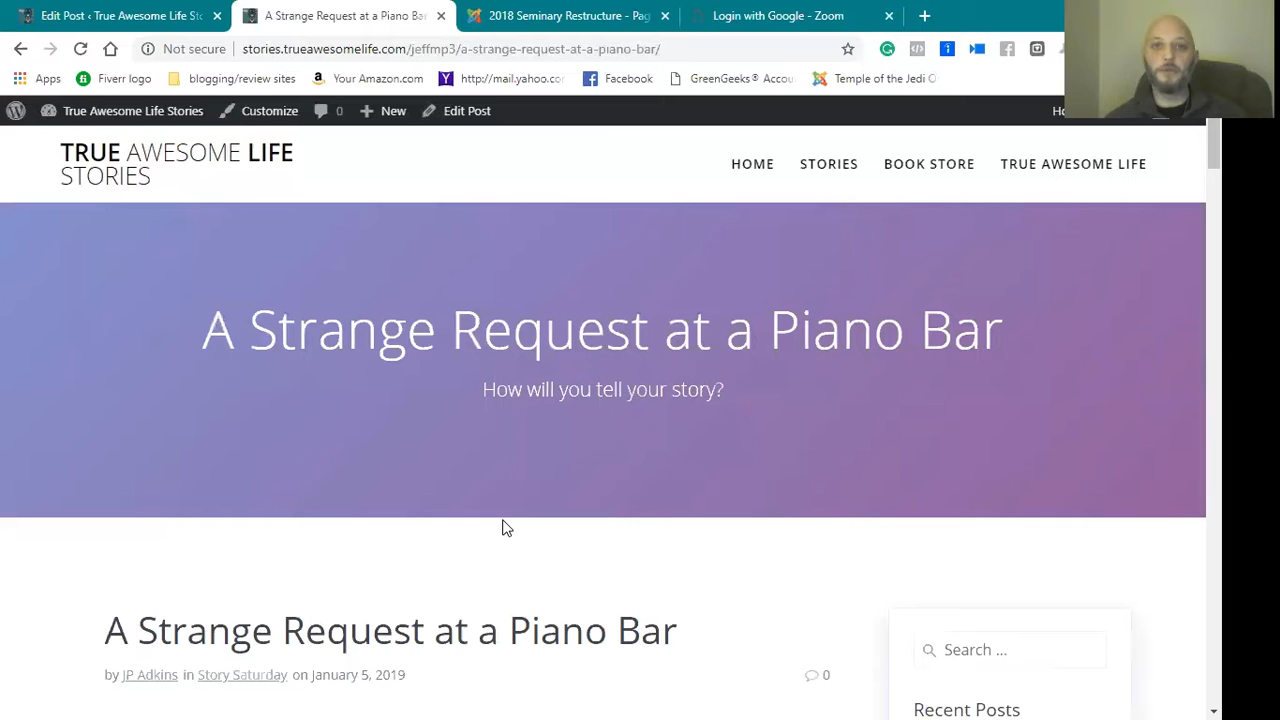 Edit Post ‹ True Awesome Life Sto
A Strange Request at a Piano Bar
2018 Seminary Restructure - Pag
Login with Google - Zoom
Not secure
stories.trueawesomelife.com/jeffmp3/a-strange-request-at-a-piano-bar/
Apps
Fiverr logo
blogging/review sites
Your Amazon.com
http://mail.yahoo.co
Facebook
GreenGeeks® Accou
Temple of the Jedi O
True Awesome Life Stories
Customize
0
New
Edit Post
TRUE AWESOME LIFE
STORIES
HOME
STORIES
BOOK STORE
TRUE AWESOME LIFE
A Strange Request at a Piano Bar
How will you tell your story?
A Strange Request at a Piano Bar
by JP Adkins in Story Saturday on January 5, 2019
0
Search ...
Recent Posts